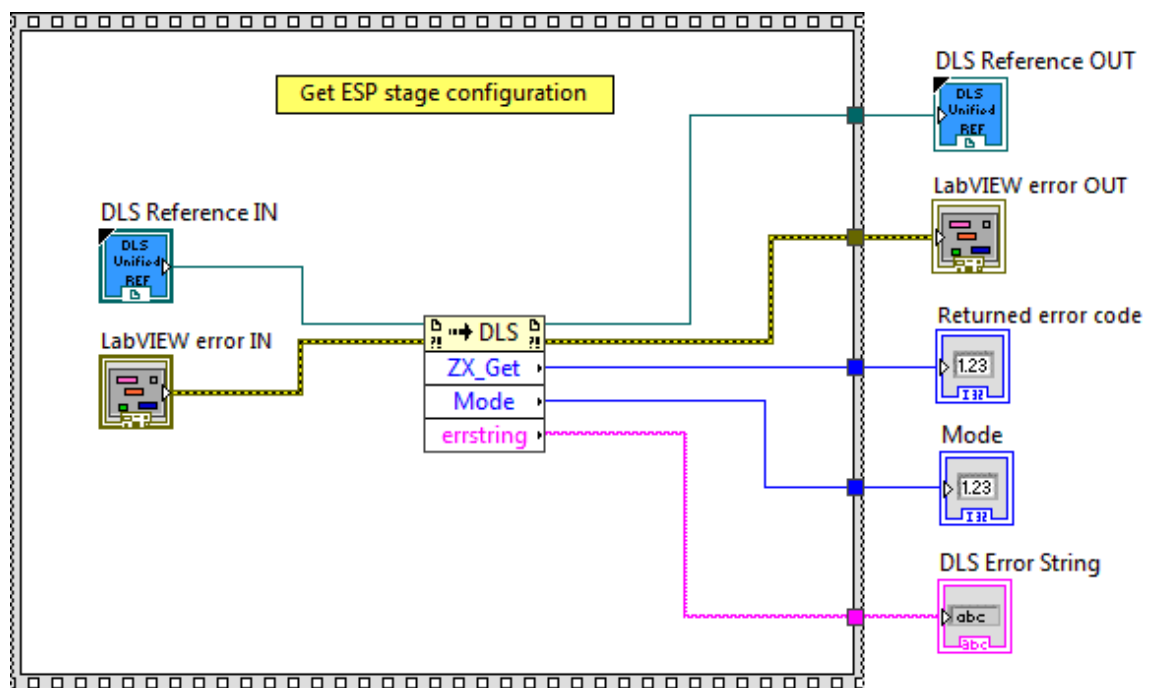 Get ESP stage configuration
DLS Reference IN
DLS
Unified
REF
LabVIEW error IN
?! DLS ?!
ZX_Get
Mode
errstring
DLS Reference OUT
DLS
Unified
REF
LabVIEW error OUT
Returned error code
1.23
I32
Mode
1.23
I32
DLS Error String
abc
abc